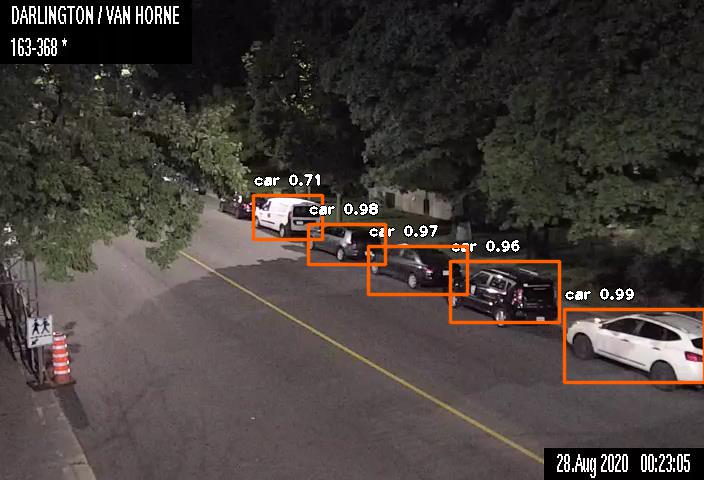 DARLINGTON / VAN HORNE
163-368 *
car 0.71
car 0.98
car 0.97
car 0.96
car 0.99
28.Aug 2020 00:23:05